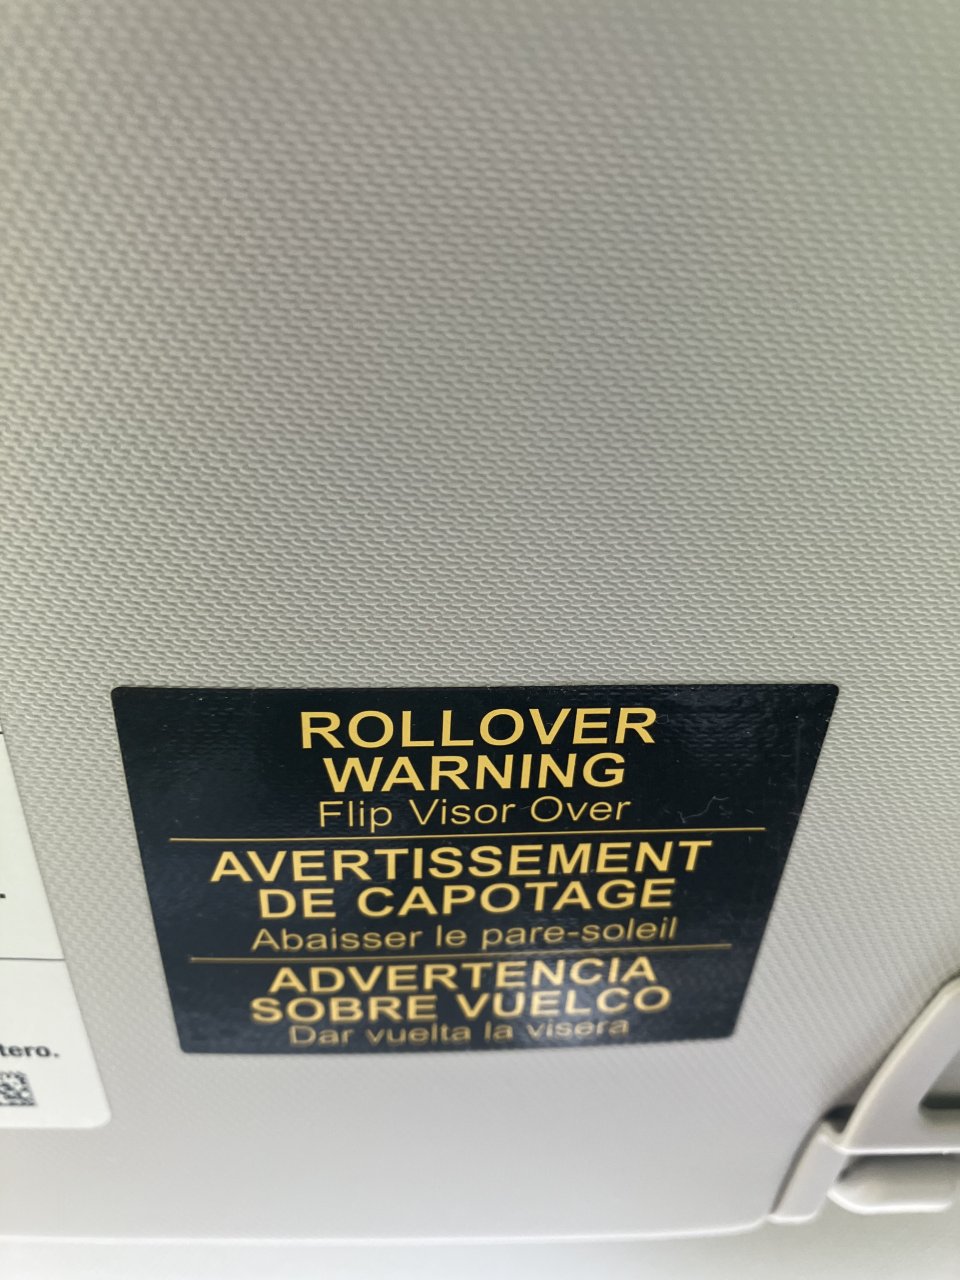 ROLLOVER
WARNING
Flip Visor Over
AVERTISSEMENT
DE CAPOTAGE
Abaisser le pare-soleil
ADVERTENCIA
SOBRE VUELCO
Dar vuelta la visera
tero.